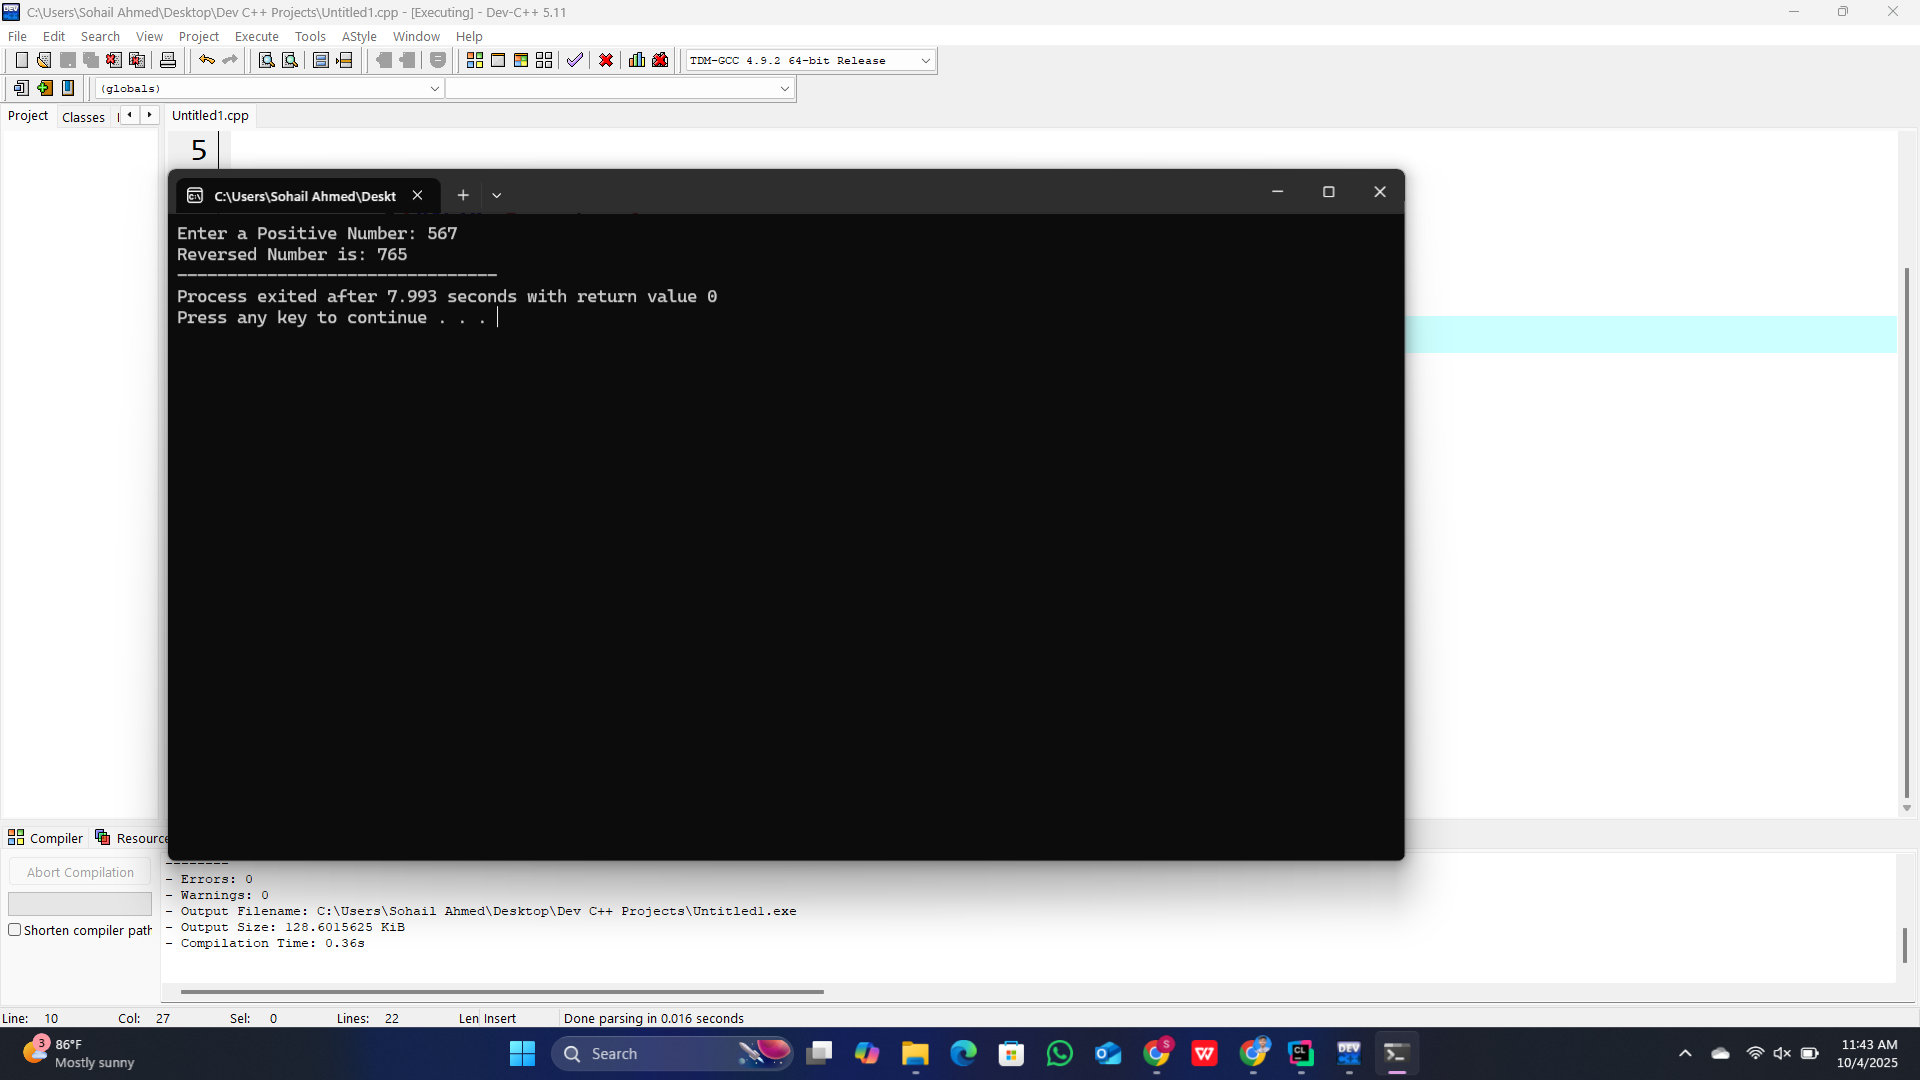 C:\Users\Sohail Ahmed\Desktop\Dev C++ Projects\Untitled1.cpp - [Executing] - Dev-C++ 5.11
File Edit Search View Project Execute Tools AStyle Window Help
TDM-GCC 4.9.2 64-bit Release
(globals)
Project Classes Untitled1.cpp
5
C:\Users\Sohail Ahmed\Deskt
Enter a Positive Number: 567
Reversed Number is: 765
--------------------------------
Process exited after 7.993 seconds with return value 0
Press any key to continue . . .
Compiler Resource
Abort Compilation
Shorten compiler path
--------
- Errors: 0
- Warnings: 0
- Output Filename: C:\Users\Sohail Ahmed\Desktop\Dev C++ Projects\Untitled1.exe
- Output Size: 128.6015625 KiB
- Compilation Time: 0.36s
Line: 10 Col: 27 Sel: 0 Lines: 22 Len Insert Done parsing in 0.016 seconds
3
86°F
Mostly sunny
Search
S
W
CL
DEV
11:43 AM
10/4/2025